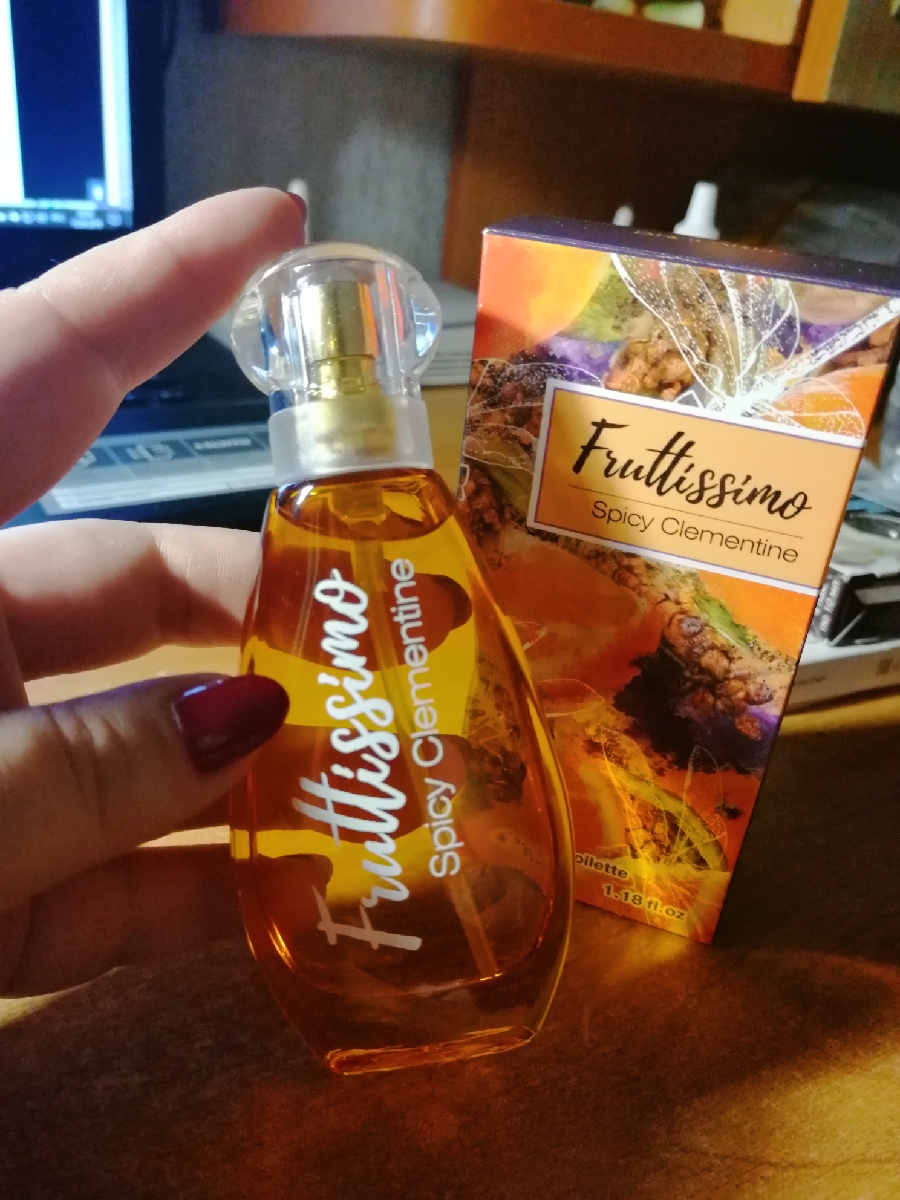 Fruttissimo
Spicy Clementine
Fruttissimo
Spicy Clementine
oilette
1.18 fl.oz